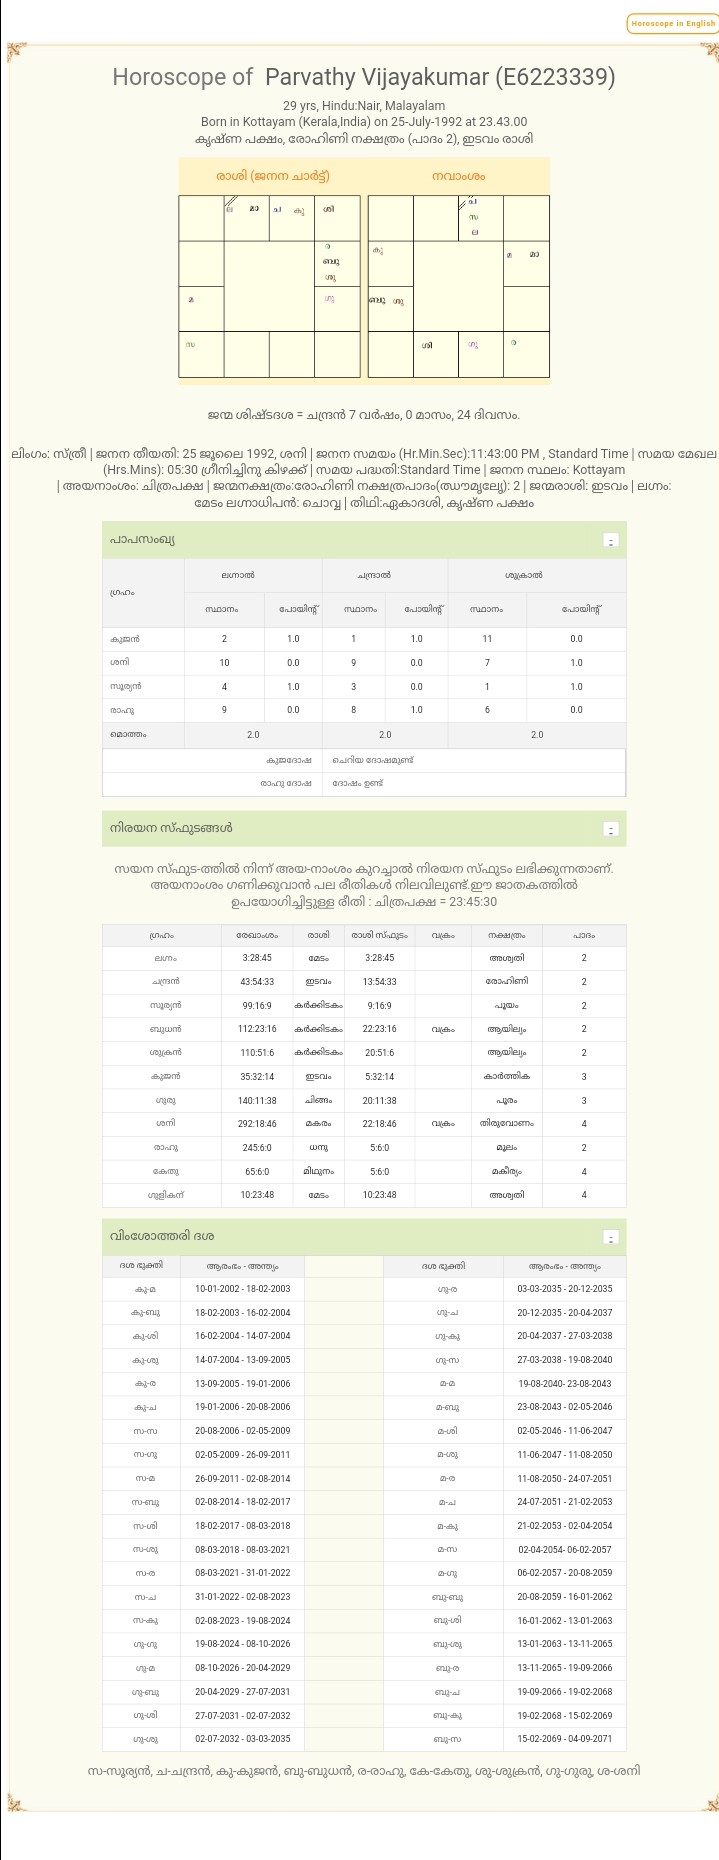 Horoscope in English
Horoscope of Parvathy Vijayakumar (E6223339)
29 yrs, Hindu:Nair, Malayalam
Born in Kottayam (Kerala,India) on 25-July-1992 at 23.43.00
കൃഷ്ണ പക്ഷം, രോഹിണി നക്ഷത്രം (പാദം 2), ഇടവം രാശി
രാശി (ജനന ചാർട്ട്) നവാംശം
ല മാ ച കു ശി
ച
സ
ല
ര
ബു
ശു
കു
മ മാ
മ ഗു ബു ശു
സ ശി ഗു ര
ജന്മ ശിഷ്ടദശ = ചന്ദ്രൻ 7 വർഷം, 0 മാസം, 24 ദിവസം.
ലിംഗം: സ്ത്രീ | ജനന തീയതി: 25 ജൂലൈ 1992, ശനി | ജനന സമയം (Hr.Min.Sec):11:43:00 PM , Standard Time | സമയ മേഖല
(Hrs.Mins): 05:30 ഗ്രീനിച്ചിനു കിഴക്ക് | സമയ പദ്ധതി:Standard Time | ജനന സ്ഥലം: Kottayam
| അയനാംശം: ചിത്രപക്ഷ | ജന്മനക്ഷത്രം:രോഹിണി നക്ഷത്രപാദം(ഝൗമൃല്യേ): 2 | ജന്മരാശി: ഇടവം | ലഗ്നം:
മേടം ലഗ്നാധിപൻ: ചൊവ്വ | തിഥി:ഏകാദശി, കൃഷ്ണ പക്ഷം
പാപസംഖ്യ -
ഗ്രഹം ലഗ്നാൽ ചന്ദ്രാൽ ശുക്രാൽ
സ്ഥാനം പോയിന്റ് സ്ഥാനം പോയിന്റ് സ്ഥാനം പോയിന്റ്
കുജൻ 2 1.0 1 1.0 11 0.0
ശനി 10 0.0 9 0.0 7 1.0
സൂര്യൻ 4 1.0 3 0.0 1 1.0
രാഹു 9 0.0 8 1.0 6 0.0
മൊത്തം 2.0 2.0 2.0
കുജദോഷ ചെറിയ ദോഷമുണ്ട്
രാഹു ദോഷ ദോഷം ഉണ്ട്
നിരയന സ്ഫുടങ്ങൾ -
സയന സ്ഫുട-ത്തിൽ നിന്ന് അയ-നാംശം കുറച്ചാൽ നിരയന സ്ഫുടം ലഭിക്കുന്നതാണ്.
അയനാംശം ഗണിക്കുവാൻ പല രീതികൾ നിലവിലുണ്ട്.ഈ ജാതകത്തിൽ
ഉപയോഗിച്ചിട്ടുള്ള രീതി : ചിത്രപക്ഷ = 23:45:30
ഗ്രഹം രേഖാംശം രാശി രാശി സ്ഫുടം വക്രം നക്ഷത്രം പാദം
ലഗ്നം 3:28:45 മേടം 3:28:45 അശ്വതി 2
ചന്ദ്രൻ 43:54:33 ഇടവം 13:54:33 രോഹിണി 2
സൂര്യൻ 99:16:9 കർക്കിടകം 9:16:9 പൂയം 2
ബുധൻ 112:23:16 കർക്കിടകം 22:23:16 വക്രം ആയില്യം 2
ശുക്രൻ 110:51:6 കർക്കിടകം 20:51:6 ആയില്യം 2
കുജൻ 35:32:14 ഇടവം 5:32:14 കാർത്തിക 3
ഗുരു 140:11:38 ചിങ്ങം 20:11:38 പൂരം 3
ശനി 292:18:46 മകരം 22:18:46 വക്രം തിരുവോണം 4
രാഹു 245:6:0 ധനു 5:6:0 മൂലം 2
കേതു 65:6:0 മിഥുനം 5:6:0 മകീര്യം 4
ഗുളികന് 10:23:48 മേടം 10:23:48 അശ്വതി 4
വിംശോത്തരി ദശ -
ദശ ഭുക്തി ആരംഭം - അന്ത്യം ദശ ഭുക്തി ആരംഭം - അന്ത്യം
കു-മ 10-01-2002 - 18-02-2003 ഗു-ര 03-03-2035 - 20-12-2035
കു-ബു 18-02-2003 - 16-02-2004 ഗു-ച 20-12-2035 - 20-04-2037
കു-ശി 16-02-2004 - 14-07-2004 ഗു-കു 20-04-2037 - 27-03-2038
കു-ശു 14-07-2004 - 13-09-2005 ഗു-സ 27-03-2038 - 19-08-2040
കു-ര 13-09-2005 - 19-01-2006 മ-മ 19-08-2040- 23-08-2043
കു-ച 19-01-2006 - 20-08-2006 മ-ബു 23-08-2043 - 02-05-2046
സ-സ 20-08-2006 - 02-05-2009 മ-ശി 02-05-2046 - 11-06-2047
സ-ഗു 02-05-2009 - 26-09-2011 മ-ശു 11-06-2047 - 11-08-2050
സ-മ 26-09-2011 - 02-08-2014 മ-ര 11-08-2050 - 24-07-2051
സ-ബു 02-08-2014 - 18-02-2017 മ-ച 24-07-2051 - 21-02-2053
സ-ശി 18-02-2017 - 08-03-2018 മ-കു 21-02-2053 - 02-04-2054
സ-ശു 08-03-2018 - 08-03-2021 മ-സ 02-04-2054- 06-02-2057
സ-ര 08-03-2021 - 31-01-2022 മ-ഗു 06-02-2057 - 20-08-2059
സ-ച 31-01-2022 - 02-08-2023 ബു-ബു 20-08-2059 - 16-01-2062
സ-കു 02-08-2023 - 19-08-2024 ബു-ശി 16-01-2062 - 13-01-2063
ഗു-ഗു 19-08-2024 - 08-10-2026 ബു-ശു 13-01-2063 - 13-11-2065
ഗു-മ 08-10-2026 - 20-04-2029 ബു-ര 13-11-2065 - 19-09-2066
ഗു-ബു 20-04-2029 - 27-07-2031 ബു-ച 19-09-2066 - 19-02-2068
ഗു-ശി 27-07-2031 - 02-07-2032 ബു-കു 19-02-2068 - 15-02-2069
ഗു-ശു 02-07-2032 - 03-03-2035 ബു-സ 15-02-2069 - 04-09-2071
സ-സൂര്യൻ, ച-ചന്ദ്രൻ, കു-കുജൻ, ബു-ബുധൻ, ര-രാഹു, കേ-കേതു, ശു-ശുക്രൻ, ഗു-ഗുരു, ശ-ശനി